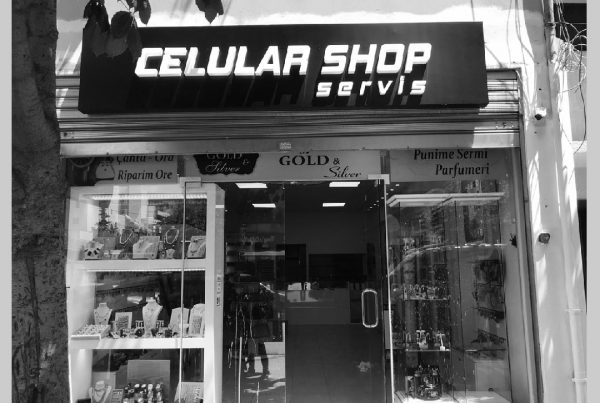 CELULAR SHOP
servis
Çanta - Ora
Riparim Ore
GOLD &
Silver
GOLD &
Silver
Punime Sermi
Parfumeri